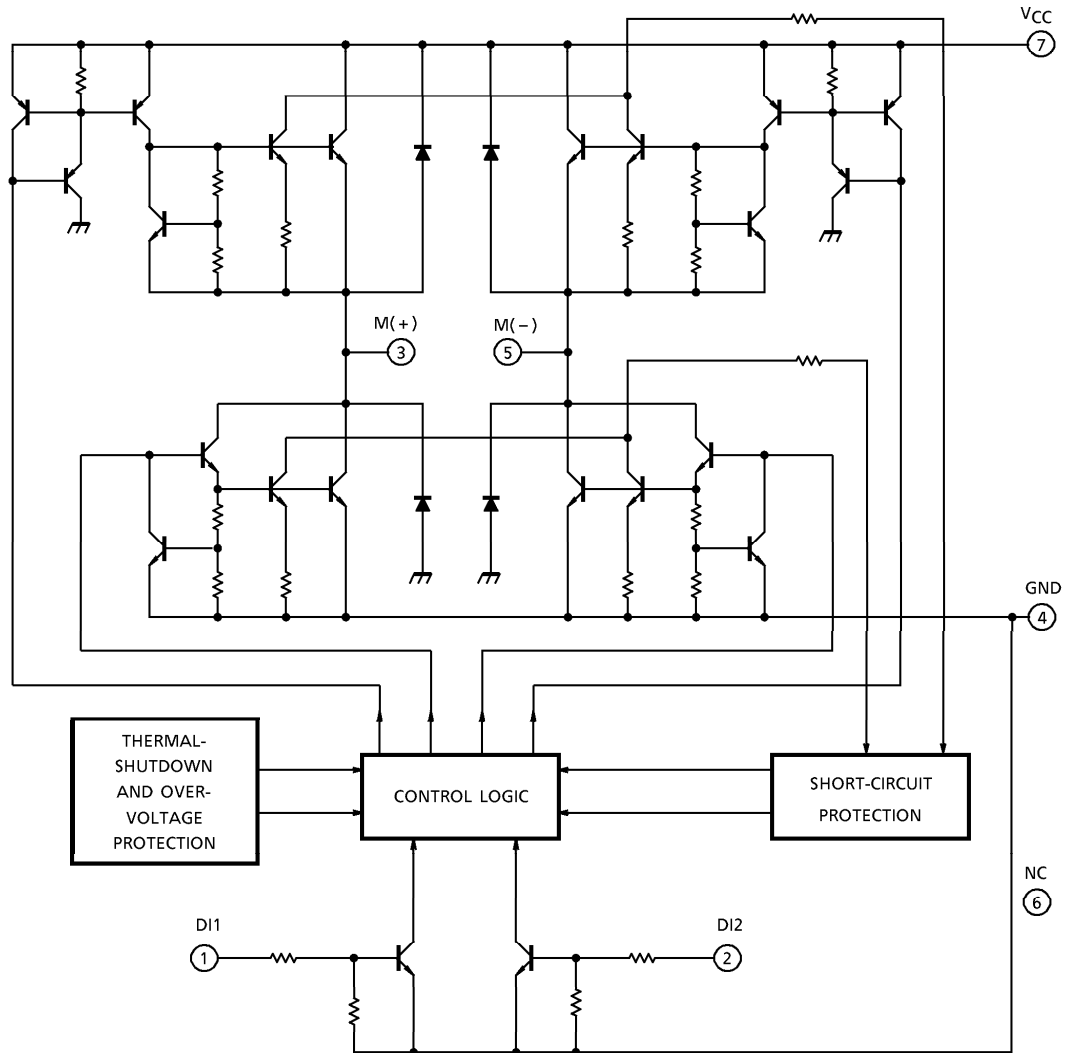 VCC
7
M(+)
3
M(−)
5
GND
4
THERMAL-
SHUTDOWN
AND OVER-
VOLTAGE
PROTECTION
CONTROL LOGIC
SHORT-CIRCUIT
PROTECTION
NC
6
DI1
1
DI2
2